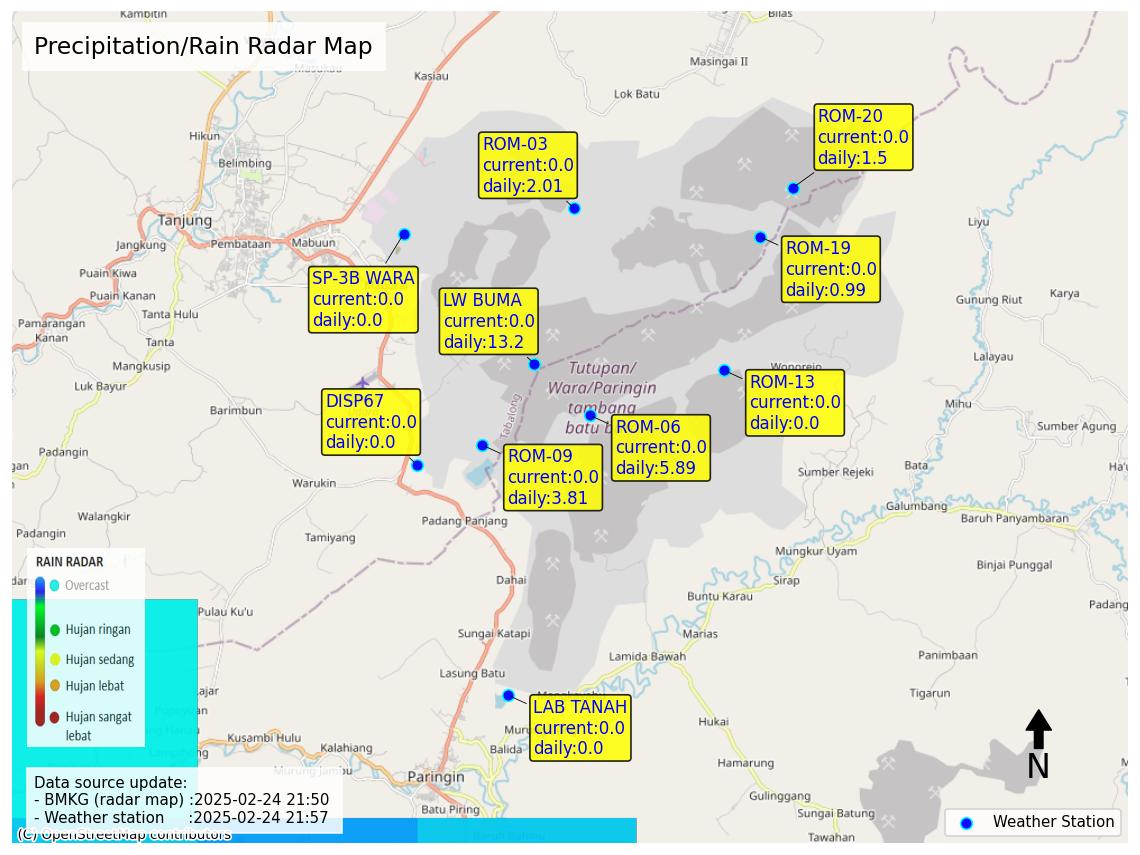 Kambitin
Bilas
Precipitation/Rain Radar Map
Masukau
Kasiau
Masingai II
Lok Batu
Hikun
Belimbing
ROM-03
current:0.0
daily:2.01
ROM-20
current:0.0
daily:1.5
Tanjung
Jangkung
Pembataan
Mabuun
Liyu
Puain Kiwa
Puain Kanan
Tanta Hulu
SP-3B WARA
current:0.0
daily:0.0
LW BUMA
current:0.0
daily:13.2
ROM-19
current:0.0
daily:0.99
Gunung Riut
Karya
Pamarangan
Kanan
Tanta
Mangkusip
Luk Bayur
Lalayau
Wonorejo
Tutupan/
Wara/Paringin
tambang
batu
Tabalong
Barimbun
DISP67
current:0.0
daily:0.0
ROM-13
current:0.0
daily:0.0
Mihu
Sumber Agung
ROM-06
current:0.0
daily:5.89
ROM-09
current:0.0
daily:3.81
Padangin
Warukin
Sumber Rejeki
Bata
Galumbang
Baruh Panyambaran
Walangkir
Padangin
Padang Panjang
Tamiyang
Mungkur Uyam
Binjai Punggal
Sirap
Dahai
Buntu Karau
Padang
RAIN RADAR
Overcast
Hujan ringan
Hujan sedang
Hujan lebat
Hujan sangat
lebat
Pulau Ku'u
Sungai Katapi
Marias
Lamida Bawah
Panimbaan
Lasung Batu
Tigarun
LAB TANAH
current:0.0
daily:0.0
Hukai
Kusambi Hulu
Kalahiang
Balida
Murung Jambu
Paringin
Hamarung
N
Data source update:
- BMKG (radar map) :2025-02-24 21:50
- Weather station :2025-02-24 21:57
Batu Piring
Gulinggang
Sungai Batung
Tawahan
Weather Station
(C) OpenStreetMap contributors